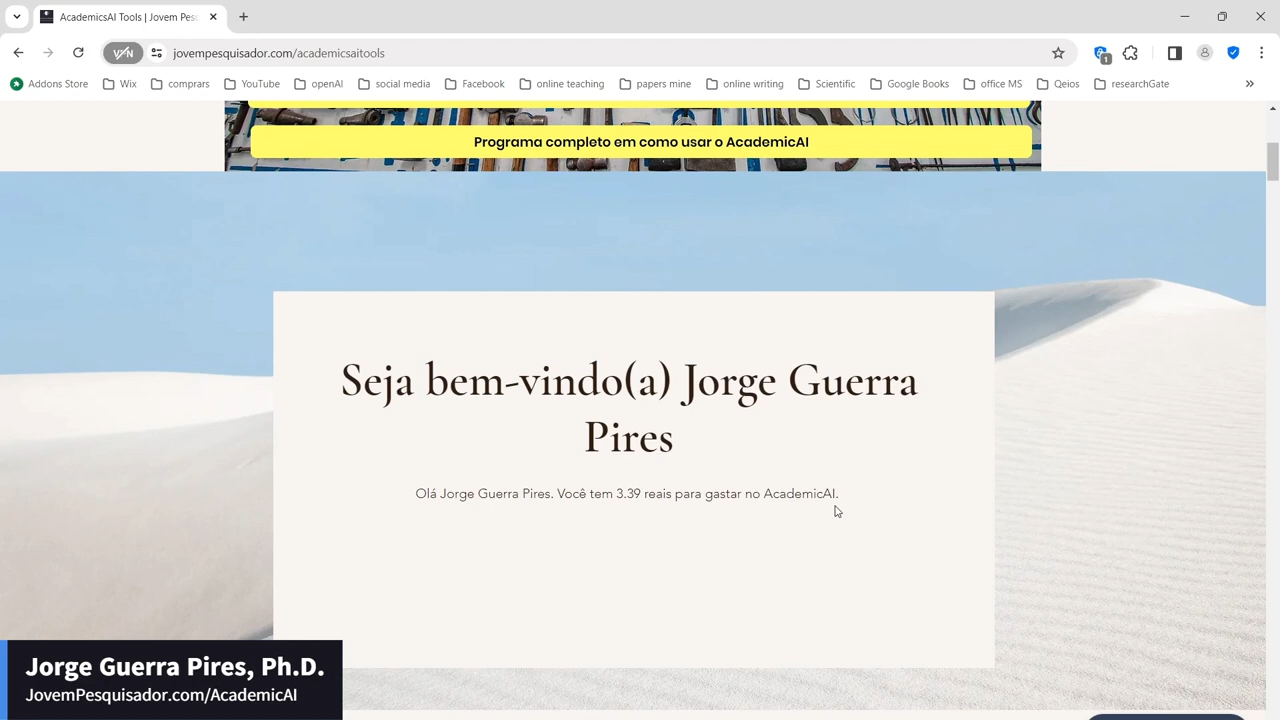 AcademicsAI Tools | Jovem Pesc
jovempesquisador.com/academicsaitools
Addons Store
Wix
comprars
YouTube
openAI
social media
Facebook
online teaching
papers mine
online writing
Scientific
Google Books
office MS
Qeios
researchGate
Programa completo em como usar o AcademicAI
Seja bem-vindo(a) Jorge Guerra
Pires
Olá Jorge Guerra Pires. Você tem 3.39 reais para gastar no AcademicAI.
Jorge Guerra Pires, Ph.D.
JovemPesquisador.com/AcademicAI